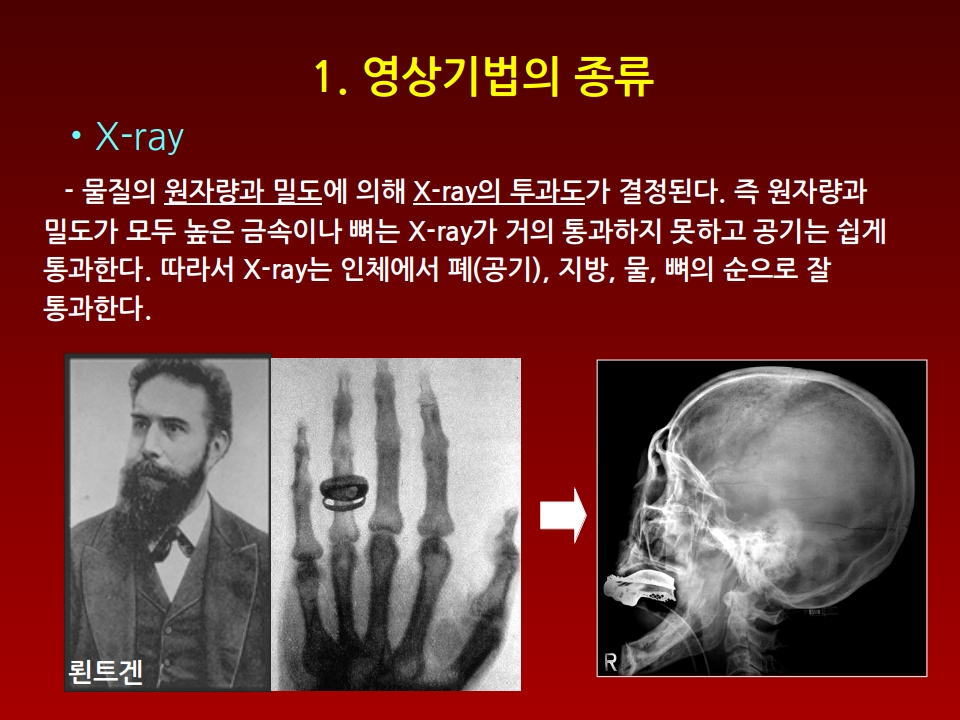 1. 영상기법의 종류
• X-ray
- 물질의 원자량과 밀도에 의해 X-ray의 투과도가 결정된다. 즉 원자량과
밀도가 모두 높은 금속이나 뼈는 X-ray가 거의 통과하지 못하고 공기는 쉽게
통과한다. 따라서 X-ray는 인체에서 폐(공기), 지방, 물, 뼈의 순으로 잘
통과한다.
뢴트겐
R